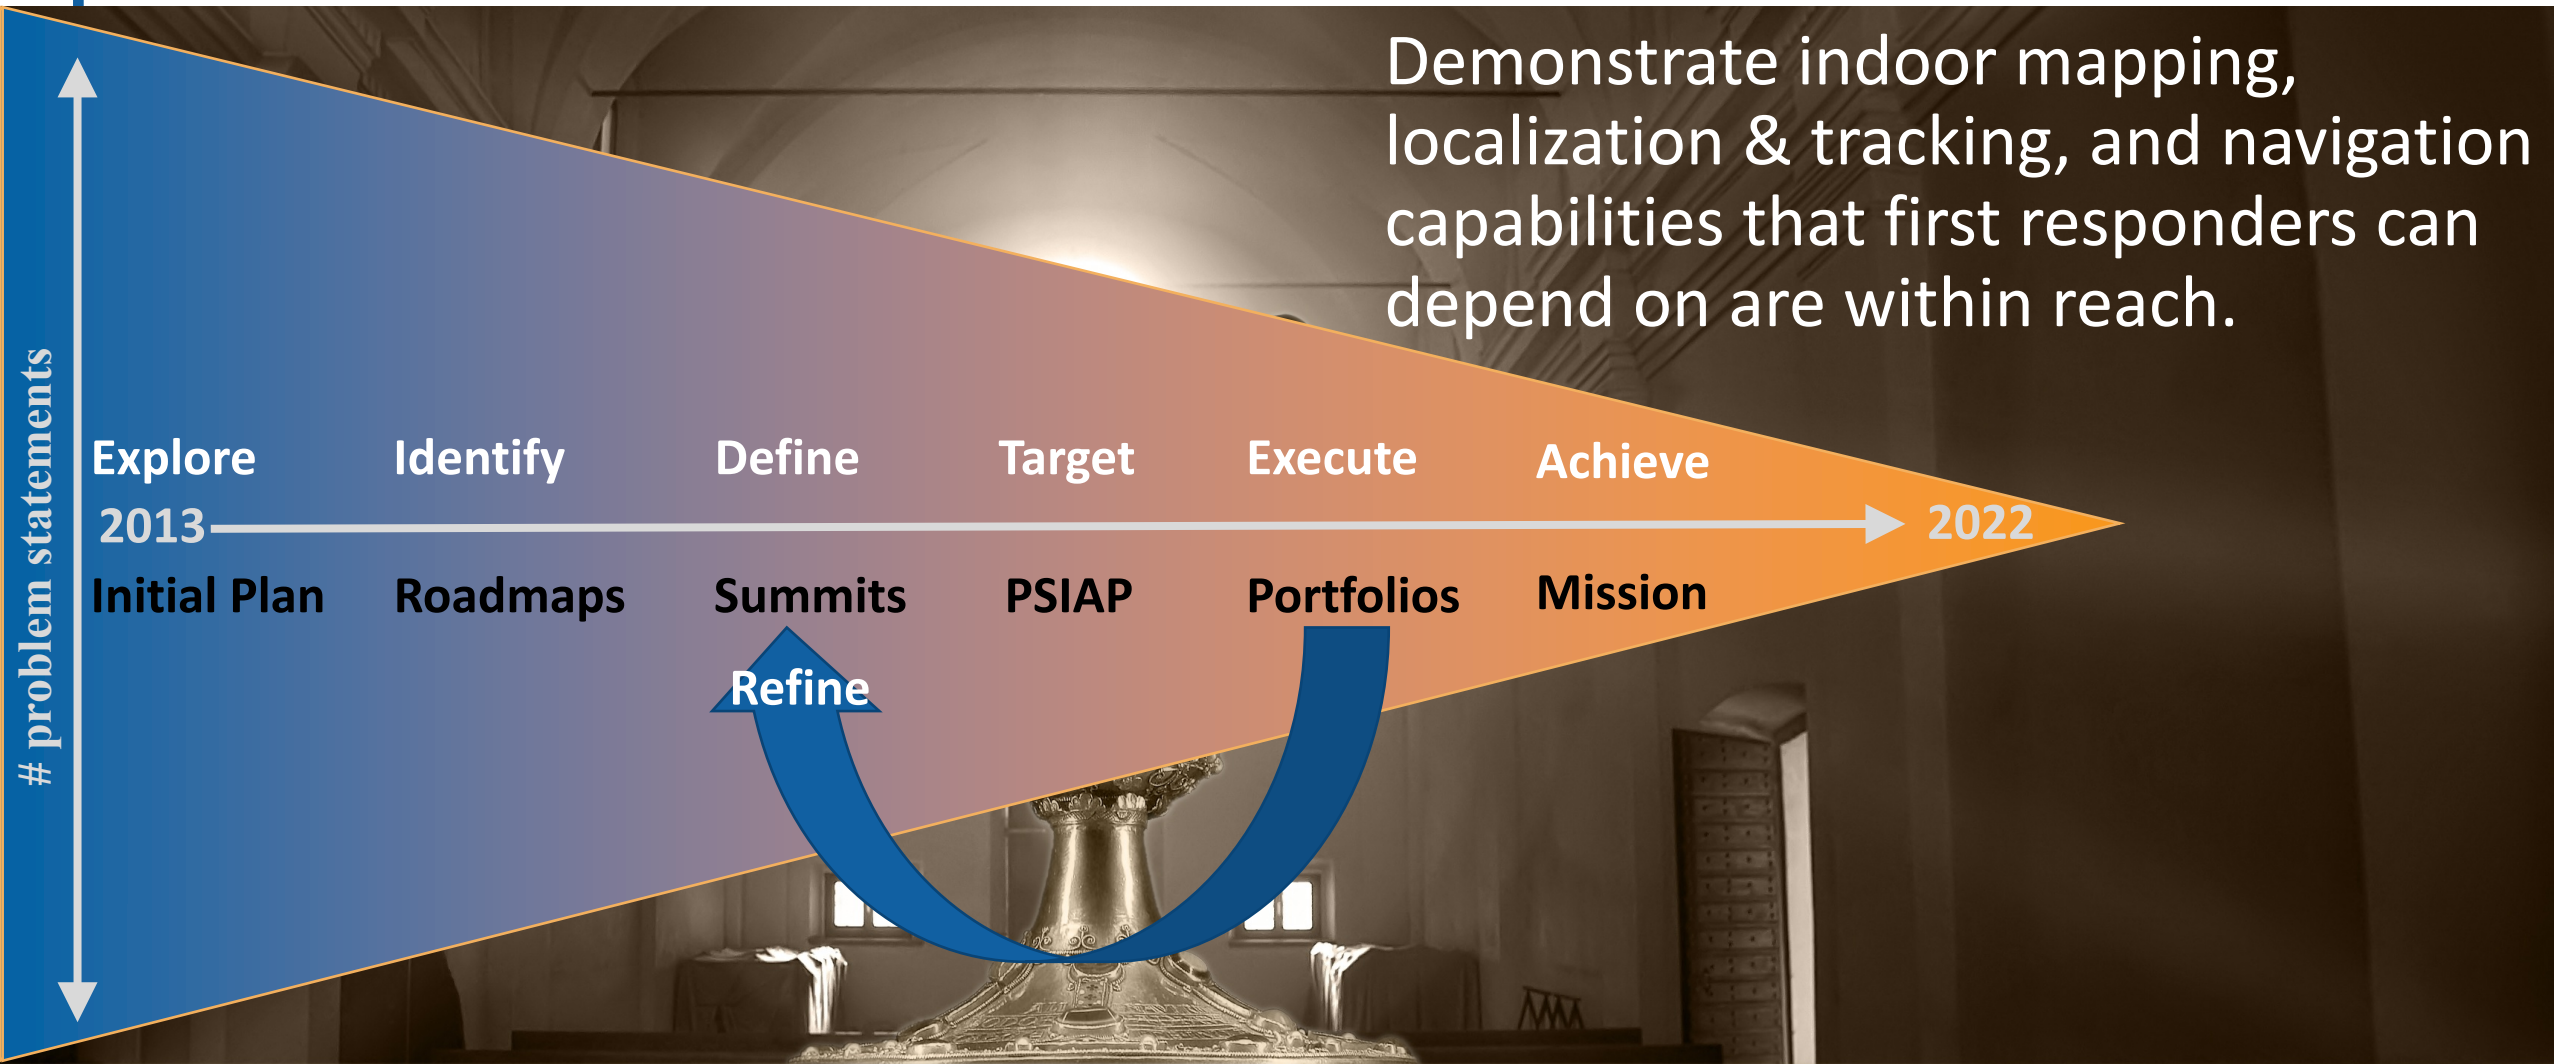 Demonstrate indoor mapping,
localization & tracking, and navigation
capabilities that first responders can
depend on are within reach.
# problem statements
Explore Identify Define Target Execute Achieve
2013 2022
Initial Plan Roadmaps Summits PSIAP Portfolios Mission
Refine